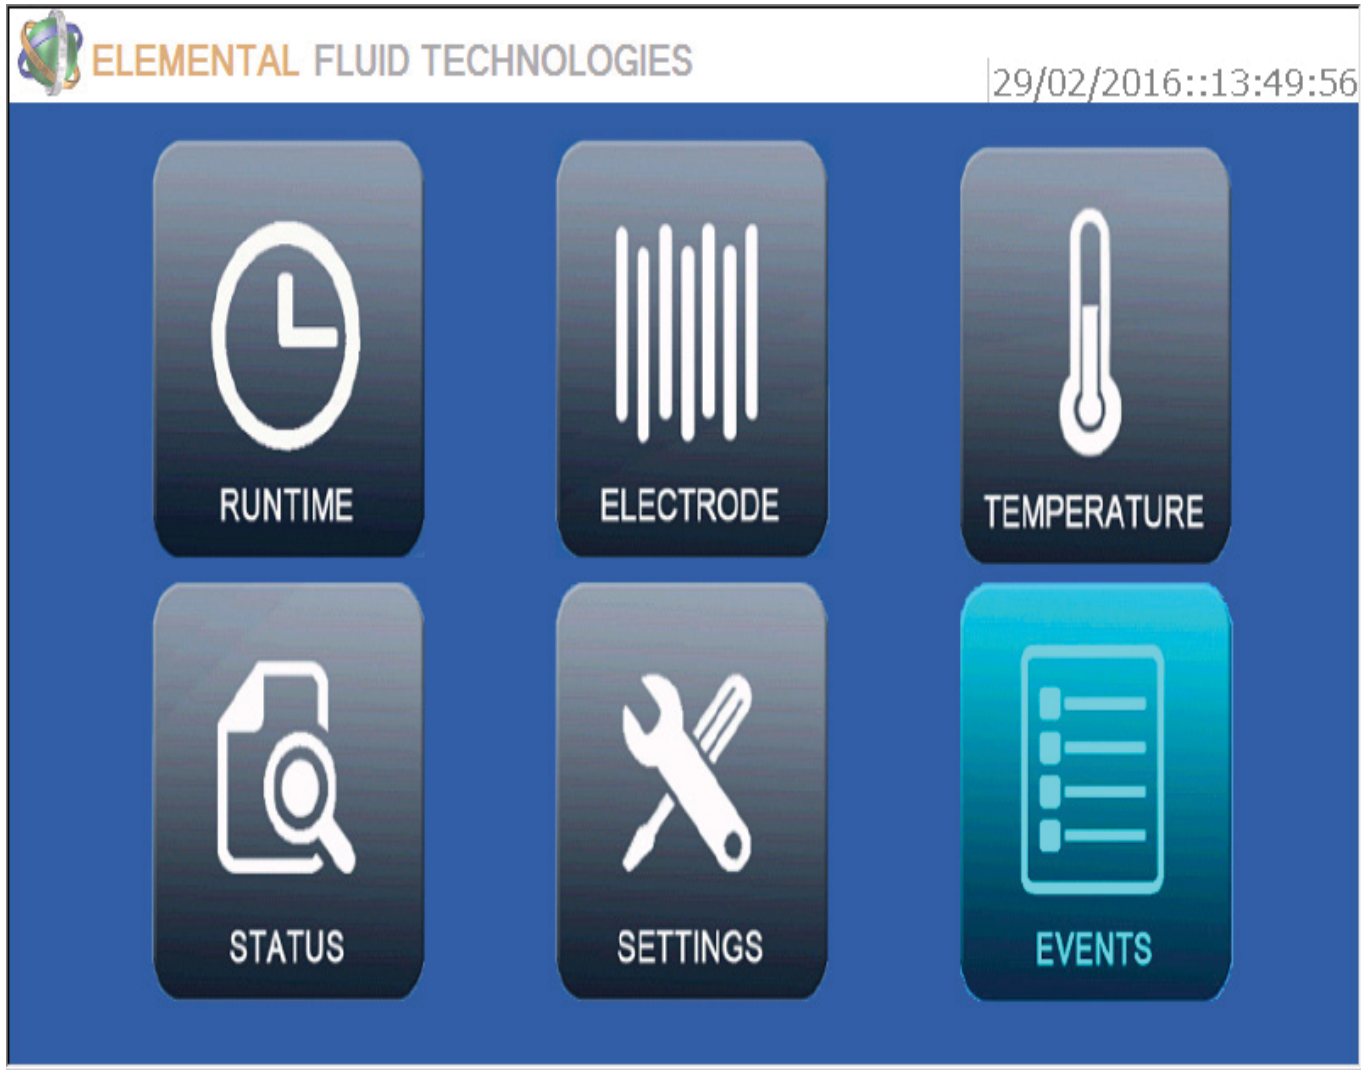 ELEMENTAL FLUID TECHNOLOGIES
29/02/2016::13:49:56
RUNTIME
ELECTRODE
TEMPERATURE
STATUS
SETTINGS
EVENTS